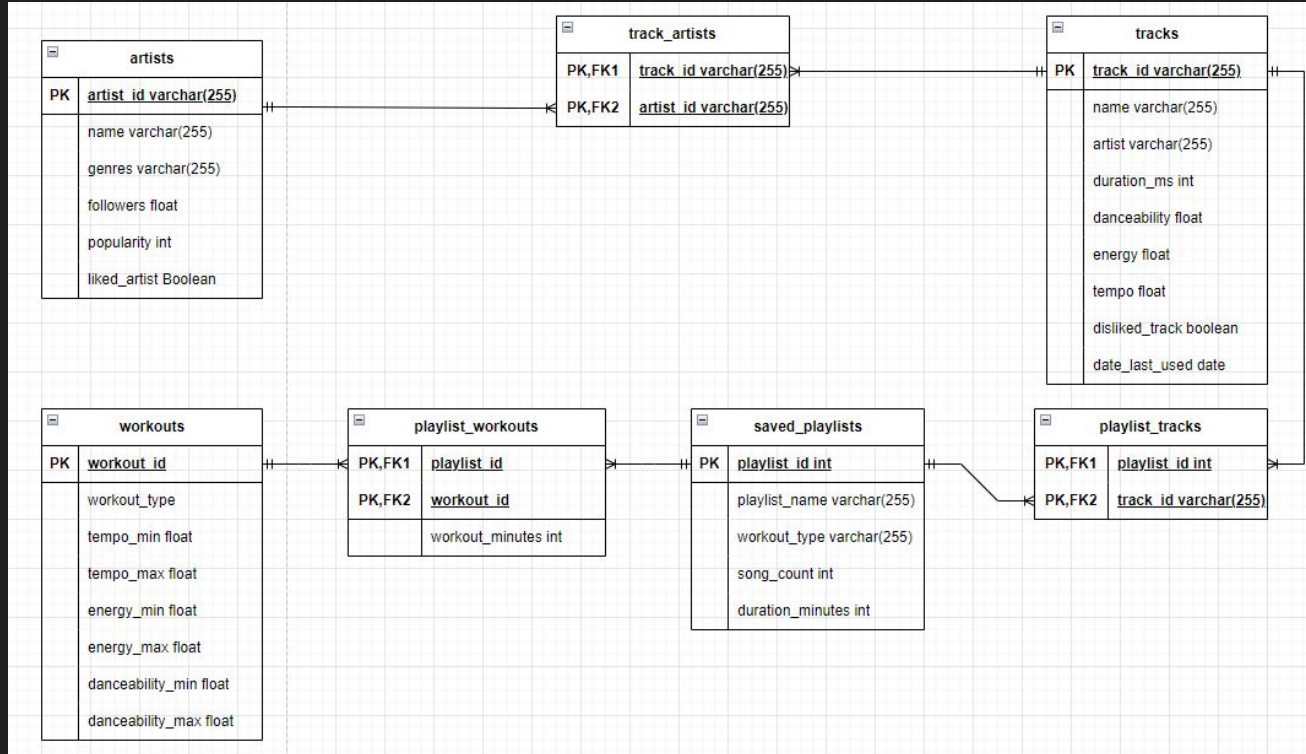 artists
PK artist_id varchar(255)
name varchar(255)
genres varchar(255)
followers float
popularity int
liked_artist Boolean
track_artists
PK,FK1 track_id varchar(255)
PK,FK2 artist_id varchar(255)
tracks
PK track_id varchar(255)
name varchar(255)
artist varchar(255)
duration_ms int
danceability float
energy float
tempo float
disliked_track boolean
date_last_used date
workouts
PK workout_id
workout_type
tempo_min float
tempo_max float
energy_min float
energy_max float
danceability_min float
danceability_max float
playlist_workouts
PK,FK1 playlist_id
PK,FK2 workout_id
workout_minutes int
saved_playlists
PK playlist_id int
playlist_name varchar(255)
workout_type varchar(255)
song_count int
duration_minutes int
playlist_tracks
PK,FK1 playlist_id int
PK,FK2 track_id varchar(255)